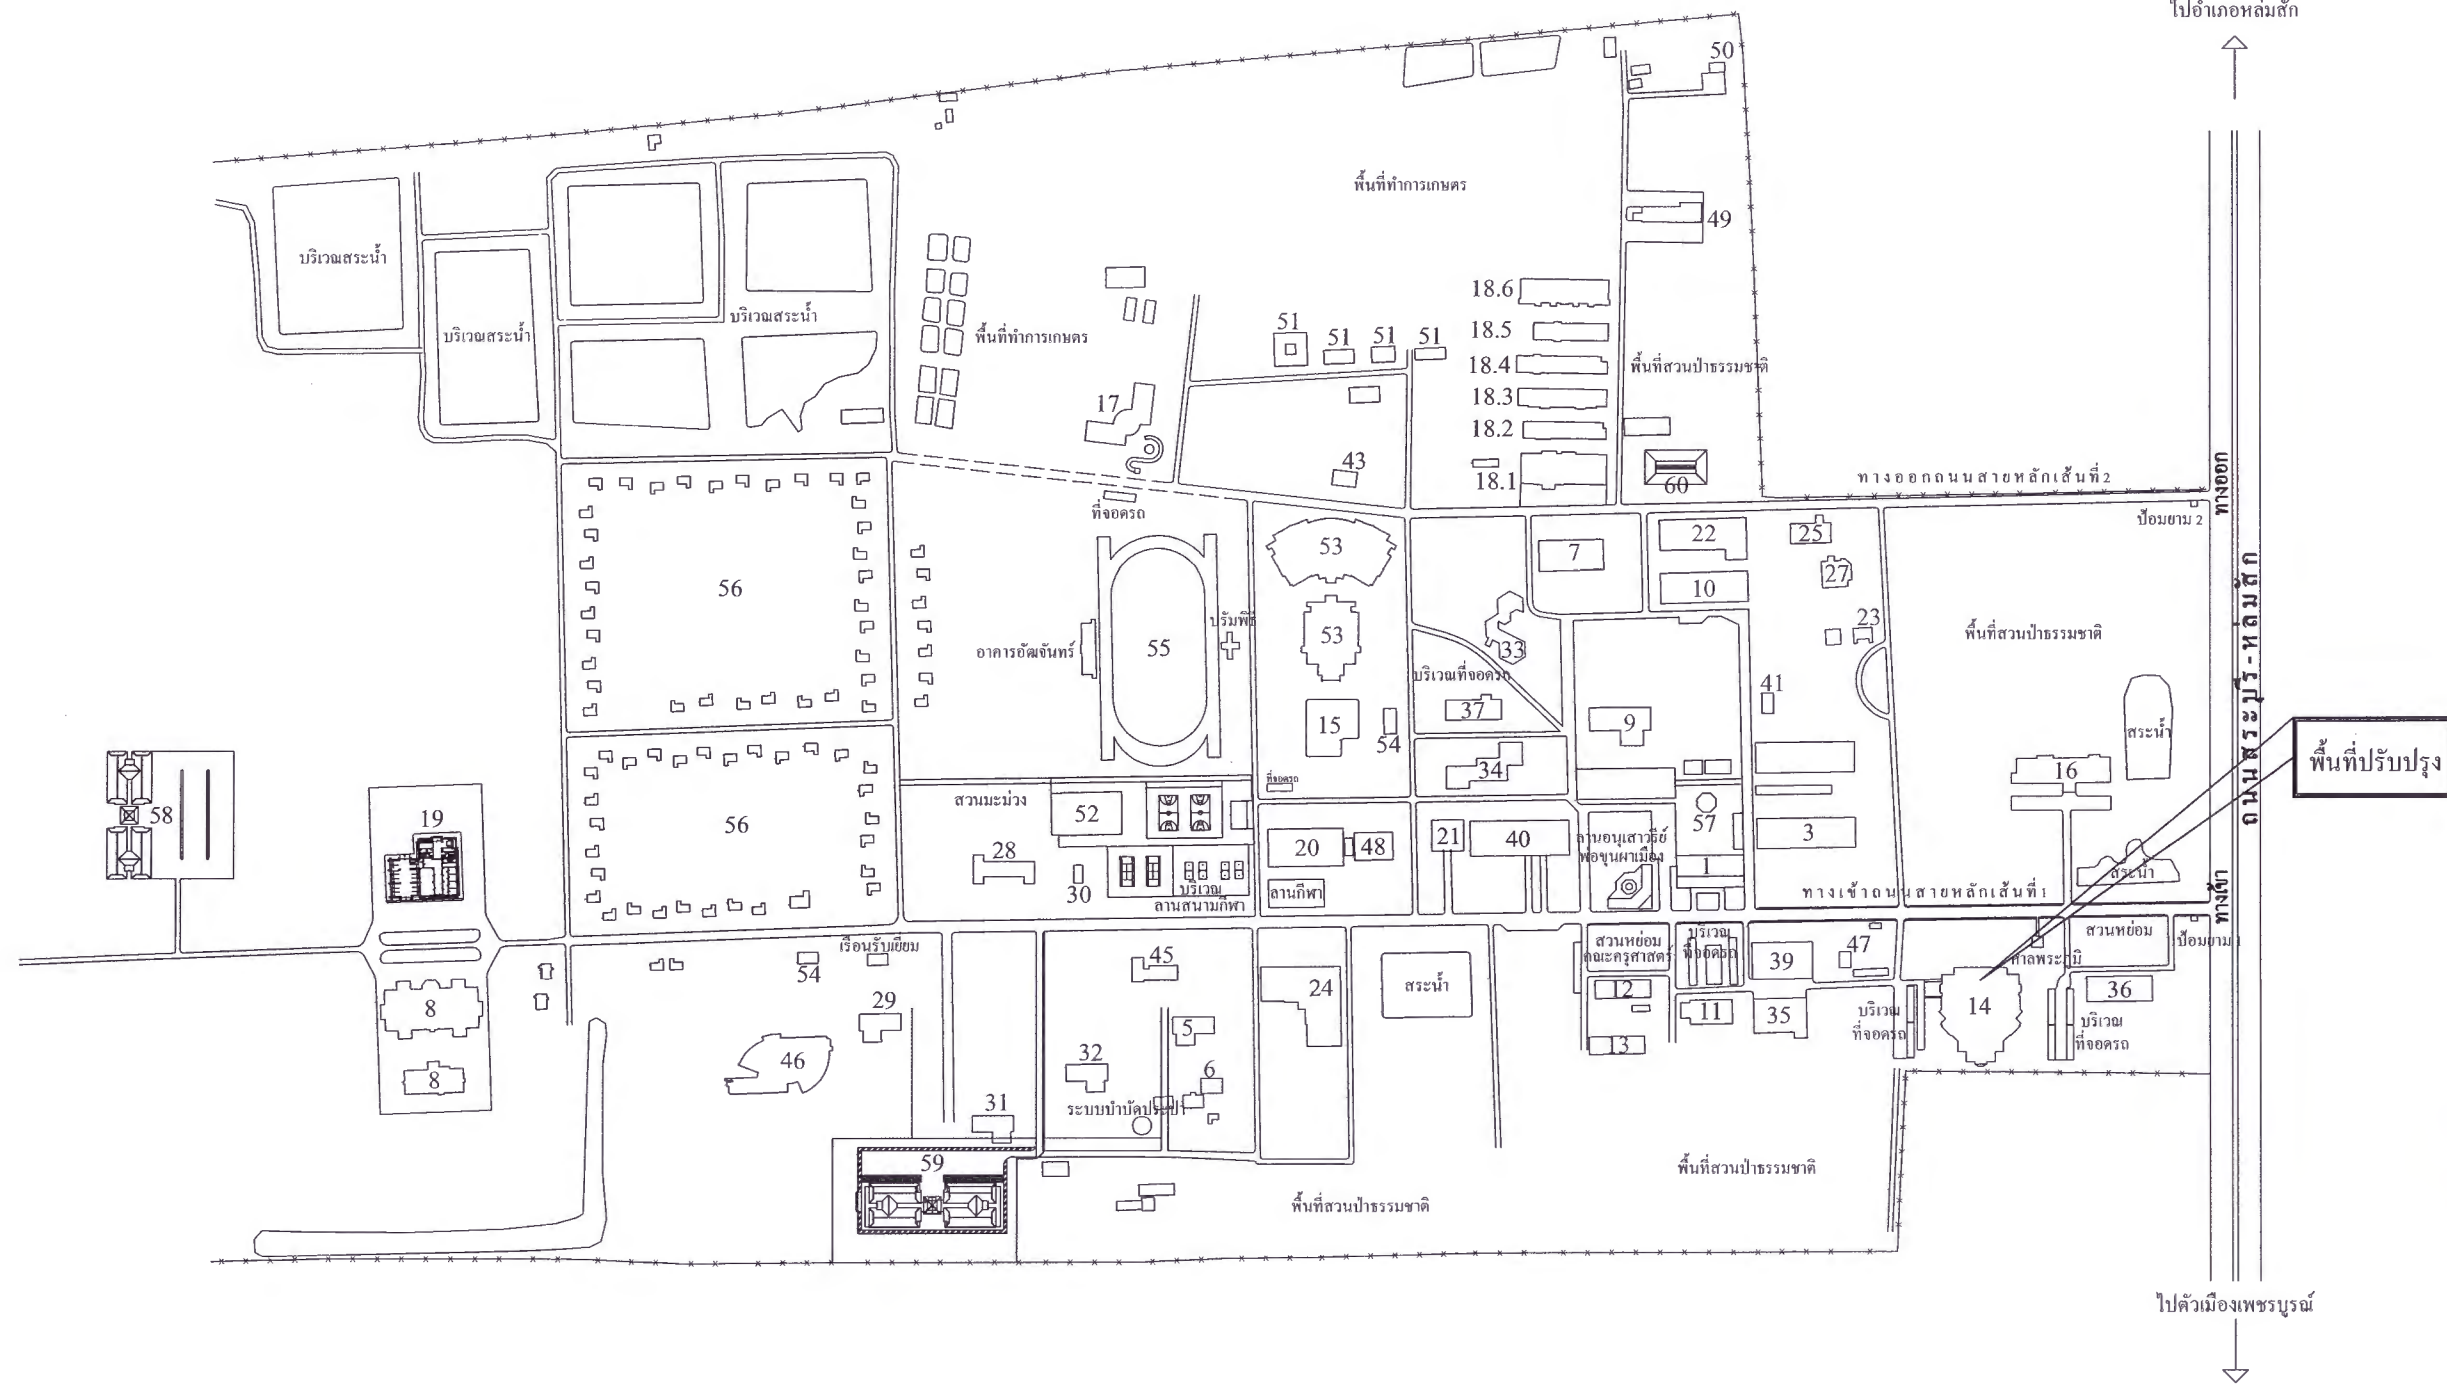 ไปอำเภอหล่มสัก
50
พื้นที่ทำการเกษตร
49
บริเวณสระน้ำ
บริเวณสระน้ำ
บริเวณสระน้ำ
พื้นที่ทำการเกษตร
18.6
18.5
18.4
18.3
18.2
18.1
51
51
51
51
พื้นที่สวนป่าธรรมชาติ
17
43
60
ทางออกถนนสายหลักเส้นที่2
ทางออก
ป้อมยาม 2
ที่จอดรถ
53
7
22
25
10
27
56
55
ปรัมพิธี
อาคารอัฒจันทร์
53
33
23
พื้นที่สวนป่าธรรมชาติ
ถนนสระบุรี-หล่มสัก
บริเวณที่จอดรถ
37
41
15
54
9
สระน้ำ
พื้นที่ปรับปรุง
34
16
ที่จอดรถ
สวนมะม่วง
52
58
19
56
57
20
48
21
40
ลานอนุเสาวรีย์
พ่อขุนผาเมือง
3
28
30
1
บริเวณ
ลานสนามกีฬา
ลานกีฬา
สระน้ำ
ทางเข้าถนนสายหลักเส้นที่1
ทางเข้า
เรือนรับเยี่ยม
54
45
สวนหย่อม
คณะครุศาสตร์
บริเวณ
ที่จอดรถ
39
47
สวนหย่อม
ป้อมยาม 1
ศาลพระภูมิ
24
สระน้ำ
12
36
8
29
5
11
35
บริเวณ
ที่จอดรถ
14
บริเวณ
ที่จอดรถ
46
32
13
8
6
31
ระบบบำบัดประปา
59
พื้นที่สวนป่าธรรมชาติ
พื้นที่สวนป่าธรรมชาติ
ไปตัวเมืองเพชรบูรณ์